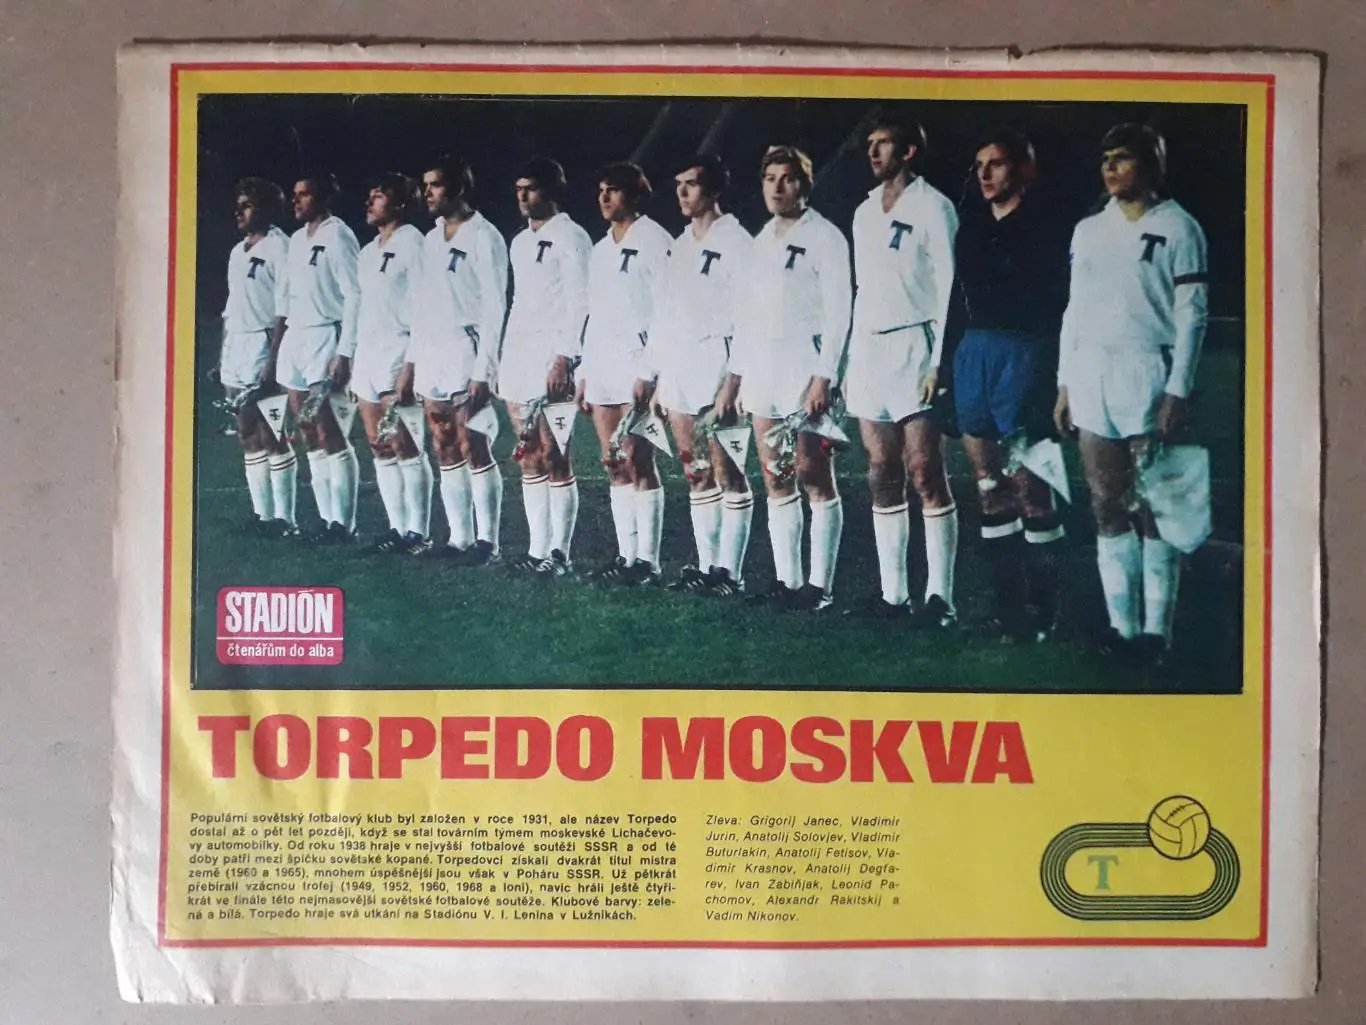 STADIÓN
čtenářům do alba
TORPEDO MOSKVA
Populární sovětský fotbalový klub byl založen v roce 1931, ale název Torpedo
dostal až o pět let později, když se stal továrním týmem moskevské Lichačevo-
vy automobilky. Od roku 1938 hraje v nejvyšší fotbalové soutěži SSSR a od té
doby patří mezi špičku sovětské kopané. Torpedovci získali dvakrát titul mistra
země (1960 a 1965), mnohem úspěšnější jsou však v Poháru SSSR. Už pětkrát
přebírali vzácnou trofej (1949, 1952, 1960, 1968 a loni), navíc hráli ještě čtyři-
krát ve finále této nejmasovější sovětské fotbalové soutěže. Klubové barvy: zele-
ná a bílá. Torpedo hraje svá utkání na Stadiónu V. I. Lenina v Lužnikách.
Zleva: Grigorij Janec, Vladimír
Jurin, Anatolij Solovjev, Vladimír
Buturlakin, Anatolij Fetisov, Vla-
dimír Krasnov, Anatolij Degťa-
rev, Ivan Zabiňjak, Leonid Pa-
chomov, Alexandr Rakitskij a
Vadim Nikonov.
T